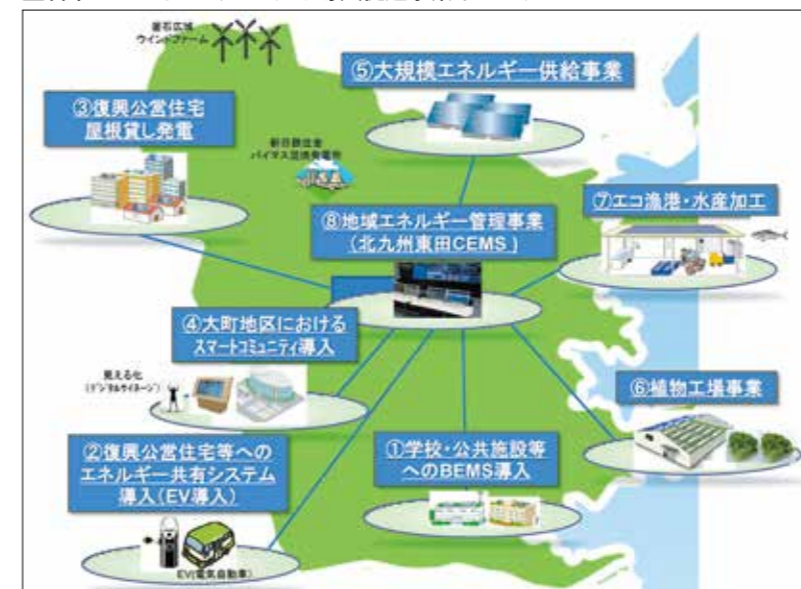 釜石広域
ウインドファーム
⑤大規模エネルギー供給事業
③復興公営住宅
屋根貸し発電
新日鉄住金
バイオマス混焼発電所
⑦エコ漁港・水産加工
⑧地域エネルギー管理事業
(北九州東田CEMS)
④大町地区における
スマートコミュニティ導入
見える化
(デジタルサイネージ)
⑥植物工場事業
②復興公営住宅等への
エネルギー共有システム
導入(EV導入)
①学校・公共施設等
へのBEMS導入
EV(電気自動車)